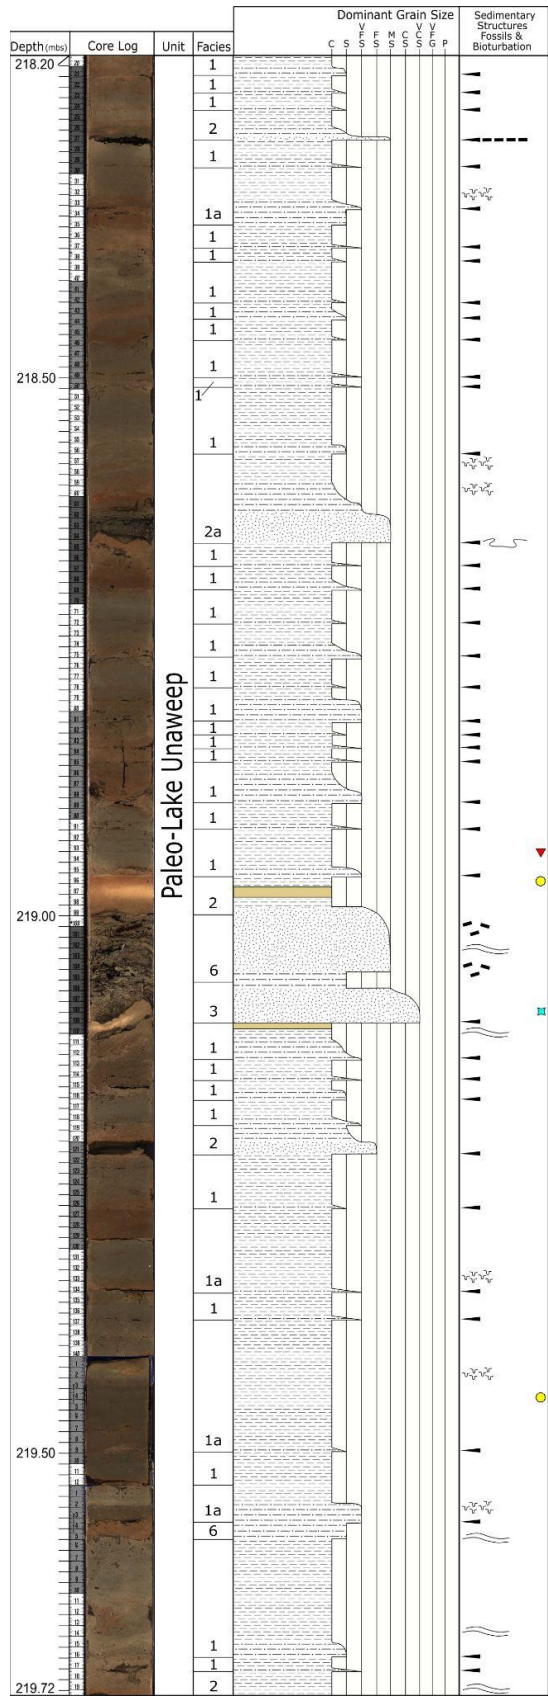 Dominant Grain Size
Sedimentary
Structures
Fossils &
Bioturbation
Depth (mbs)
Core Log
Unit
Facies
C
S
VFS
FS
MS
CS
VCS
VFG
P
218.20
1
1
1
2
1
1a
1
1
1
1
1
218.50
1
1
1
2a
1
1
1
1
1
1
1
1
1
Paleo-Lake Unaweep
1
1
1
2
219.00
6
3
1
1
1
1
2
1
1a
1
1a
219.50
1
1a
6
1
1
219.72
2